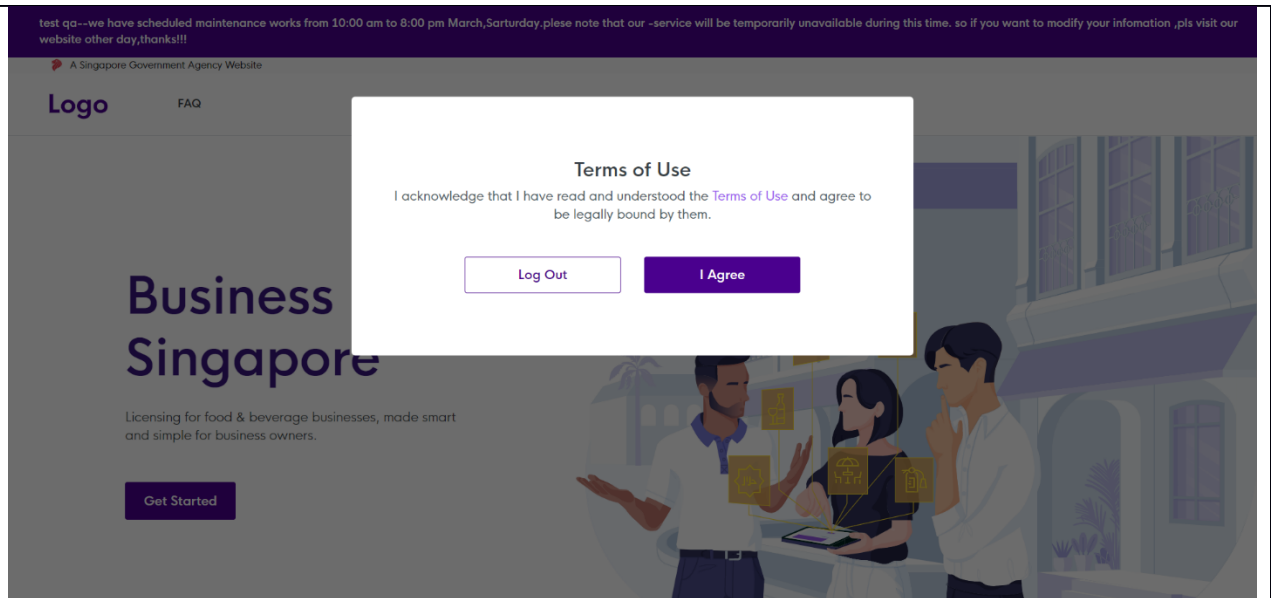 test qa--we have scheduled maintenance works from 10:00 am to 8:00 pm March,Sarturday.plese note that our -service will be temporarily unavailable during this time. so if you want to modify your infomation ,pls visit our
website other day,thanks!!!
A Singapore Government Agency Website
Logo
FAQ
Terms of Use
I acknowledge that I have read and understood the Terms of Use and agree to
be legally bound by them.
Log Out
I Agree
Business
Singapore
Licensing for food & beverage businesses, made smart
and simple for business owners.
Get Started